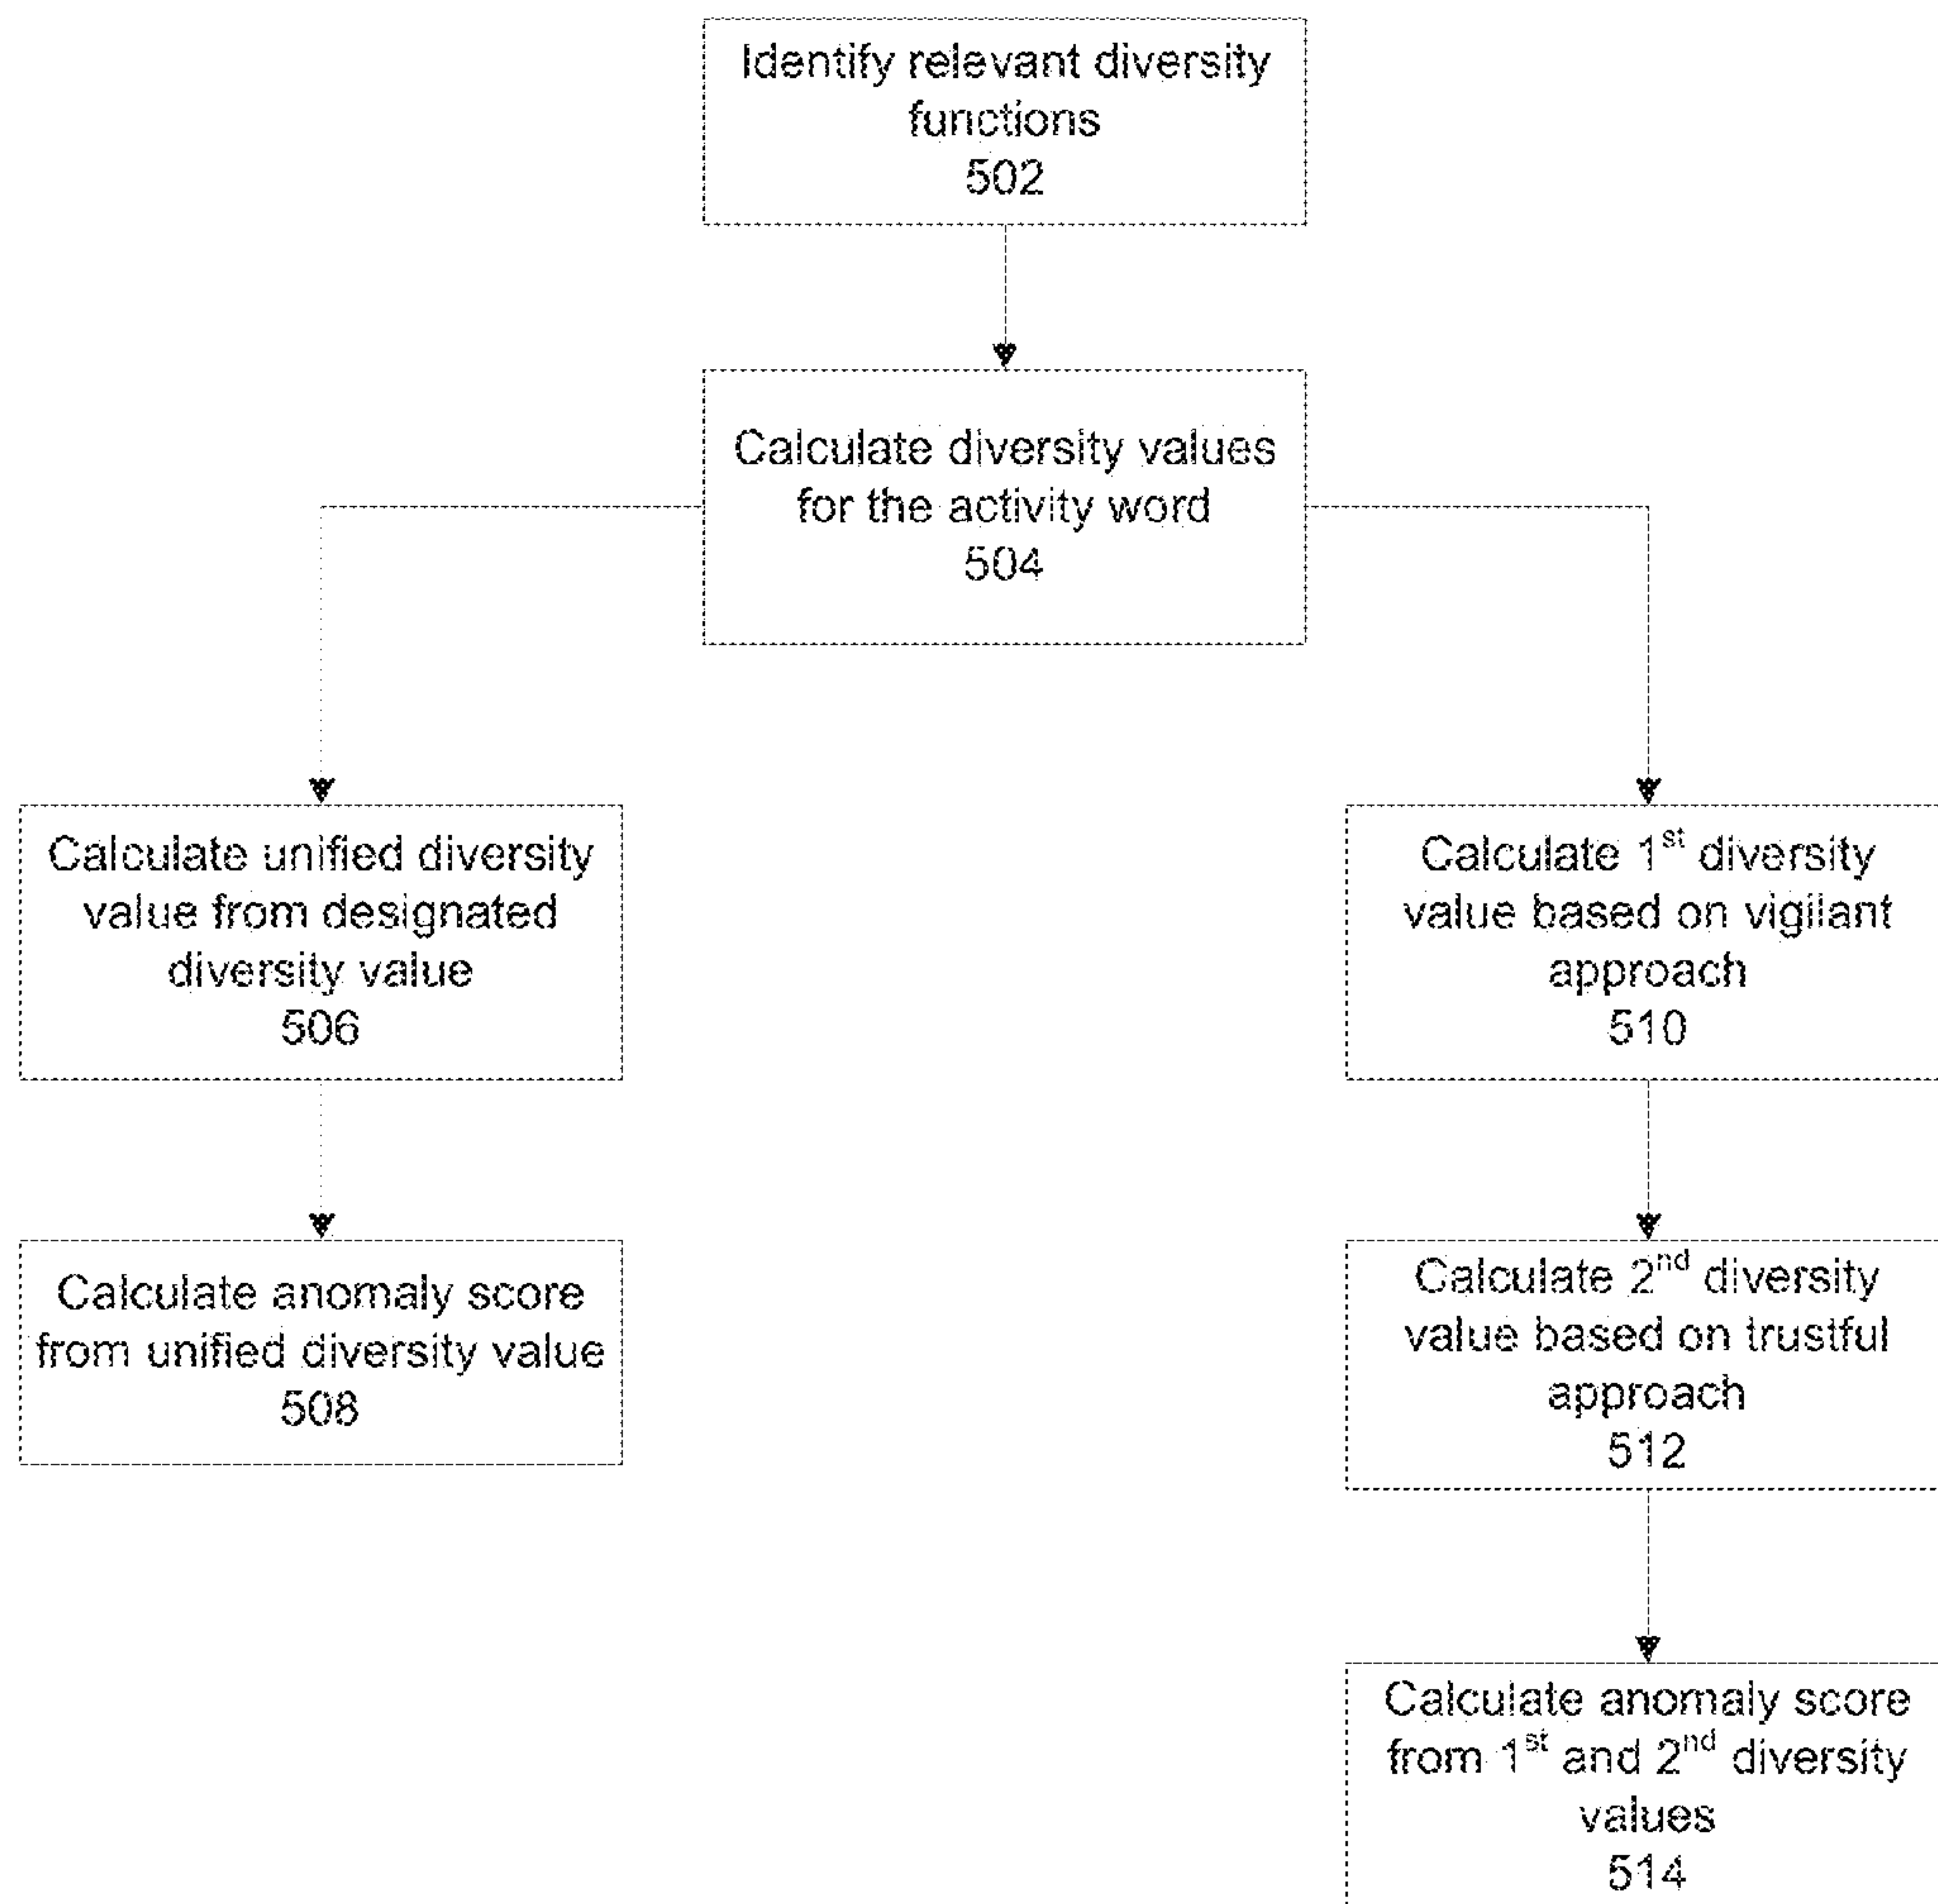 Identify relevant diversity
functions
502
Calculate diversity values
for the activity word
504
Calculate unified diversity
value from designated
diversity value
506
Calculate anomaly score
from unified diversity value
508
Calculate 1st diversity
value based on vigilant
approach
510
Calculate 2nd diversity
value based on trustful
approach
512
Calculate anomaly score
from 1st and 2nd diversity
values
514